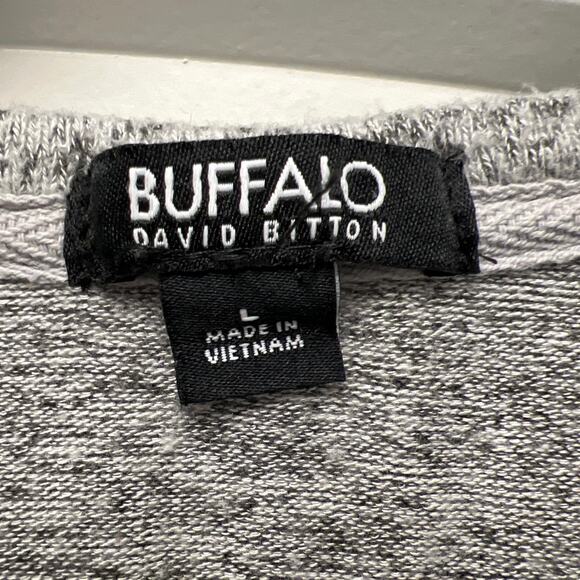 BUFFALO
DAVID BITTON
L
MADE IN
VIETNAM